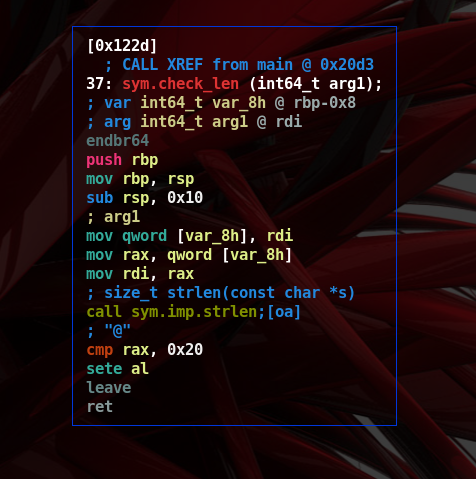 [0x122d]
; CALL XREF from main @ 0x20d3
37: sym.check_len (int64_t arg1);
; var int64_t var_8h @ rbp-0x8
; arg int64_t arg1 @ rdi
endbr64
push rbp
mov rbp, rsp
sub rsp, 0x10
; arg1
mov qword [var_8h], rdi
mov rax, qword [var_8h]
mov rdi, rax
; size_t strlen(const char *s)
call sym.imp.strlen;[oa]
; "@"
cmp rax, 0x20
sete al
leave
ret